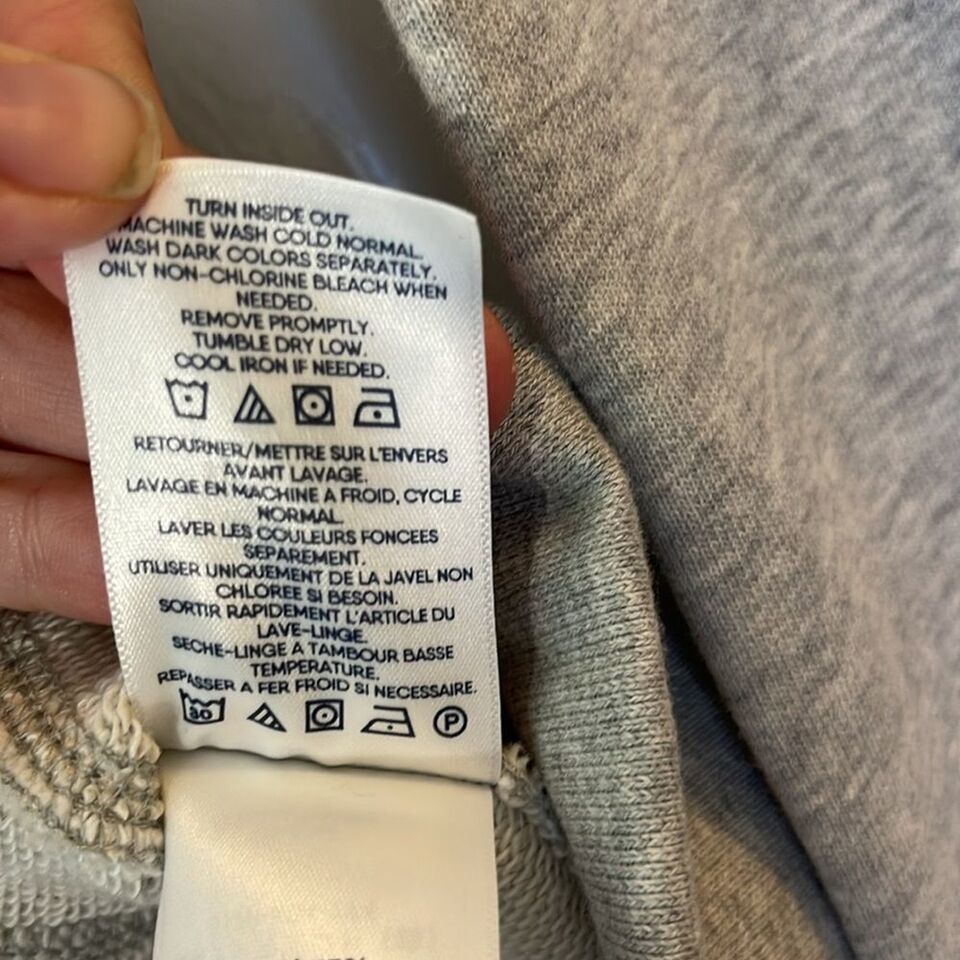 TURN INSIDE OUT.
MACHINE WASH COLD NORMAL.
WASH DARK COLORS SEPARATELY.
ONLY NON-CHLORINE BLEACH WHEN
NEEDED.
REMOVE PROMPTLY.
TUMBLE DRY LOW.
COOL IRON IF NEEDED.
RETOURNER/METTRE SUR L'ENVERS
AVANT LAVAGE.
LAVAGE EN MACHINE A FROID, CYCLE
NORMAL.
LAVER LES COULEURS FONCEES
SEPAREMENT.
UTILISER UNIQUEMENT DE LA JAVEL NON
CHLOREE SI BESOIN.
SORTIR RAPIDEMENT L'ARTICLE DU
LAVE-LINGE.
SECHE-LINGE A TAMBOUR BASSE
TEMPERATURE.
REPASSER A FER FROID SI NECESSAIRE.
30 P